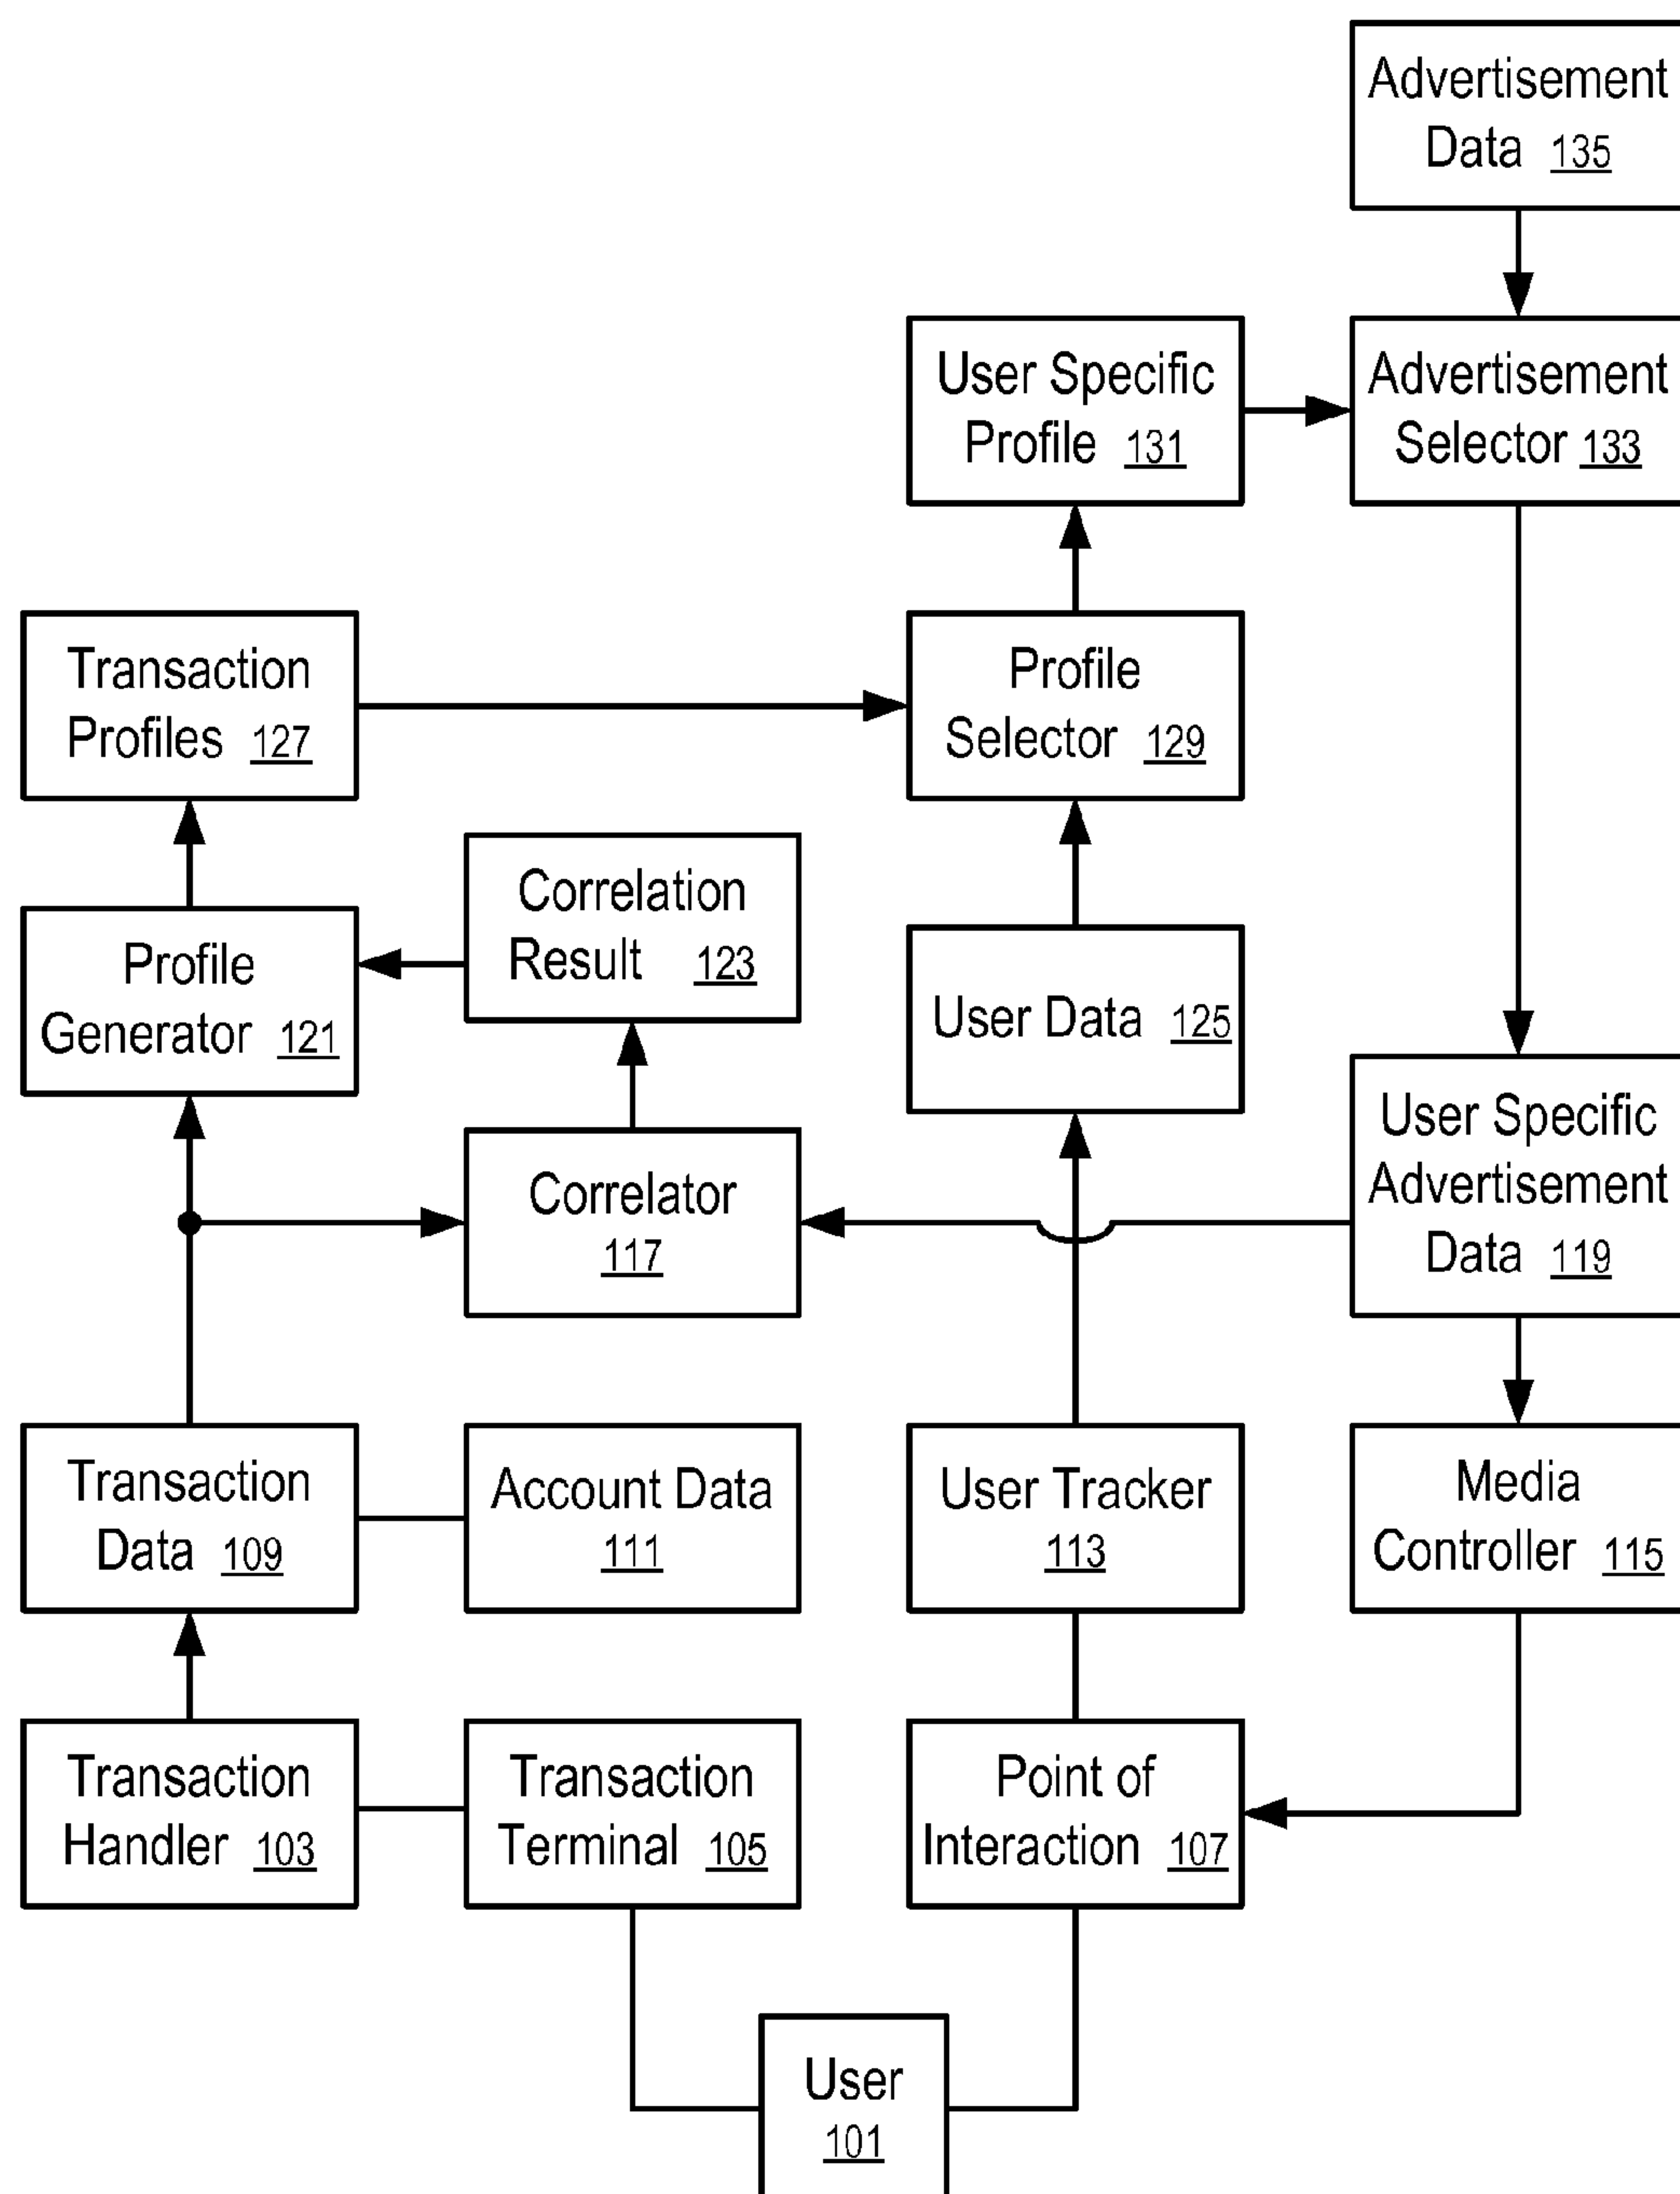 Advertisement
Data 135
User Specific
Profile 131
Advertisement
Selector 133
Transaction
Profiles 127
Profile
Selector 129
Correlation
Result 123
Profile
Generator 121
User Data 125
User Specific
Advertisement
Data 119
Correlator
117
Transaction
Data 109
Account Data
111
User Tracker
113
Media
Controller 115
Transaction
Handler 103
Transaction
Terminal 105
Point of
Interaction 107
User
101